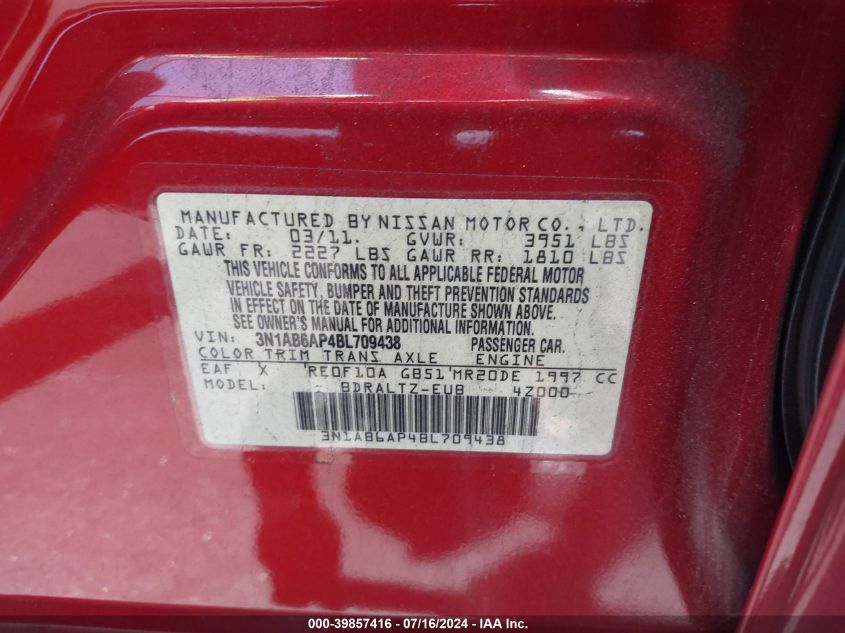 MANUFACTURED BY NISSAN MOTOR CO., LTD.
DATE: 03/11. GVWR: 3951 LBS
GAWR FR: 2227 LBS GAWR RR: 1810 LBS
THIS VEHICLE CONFORMS TO ALL APPLICABLE FEDERAL MOTOR
VEHICLE SAFETY, BUMPER AND THEFT PREVENTION STANDARDS
IN EFFECT ON THE DATE OF MANUFACTURE SHOWN ABOVE.
SEE OWNER'S MANUAL FOR ADDITIONAL INFORMATION.
VIN: 3N1AB6AP4BL709438 PASSENGER CAR.
COLOR TRIM TRANS AXLE ENGINE
EAF X 'RE0F10A GB51'MR20DE 1997 CC
MODEL: BDRALTZ-EUB 4Z000
3N1AB6AP4BL709438
000-39857416 - 07/16/2024 - IAA Inc.